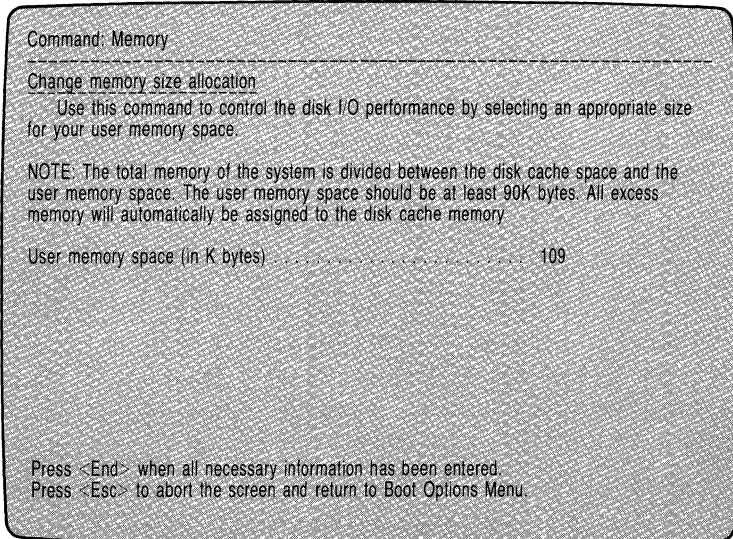 Command: Memory
Change memory size allocation
Use this command to control the disk I/O performance by selecting an appropriate size
for your user memory space.
NOTE: The total memory of the system is divided between the disk cache space and the
user memory space. The user memory space should be at least 90K bytes. All excess
memory will automatically be assigned to the disk cache memory
User memory space (in K bytes) . . . . . . . . . . . . . . . . . . . . . . . . 109
Press <End> when all necessary information has been entered.
Press <Esc> to abort the screen and return to Boot Options Menu.